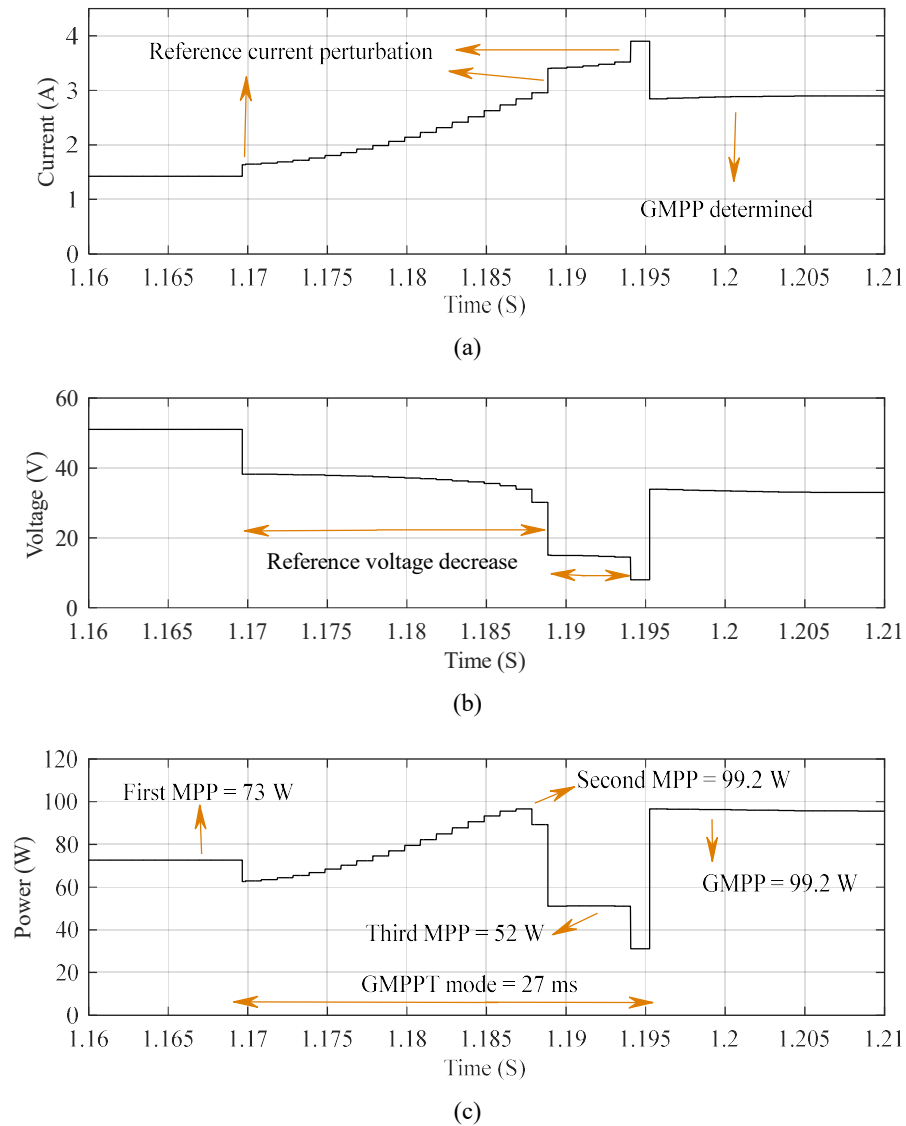 4
Reference current perturbation
3
Current (A)
2
1
GMPP determined
0
1.16 1.165 1.17 1.175 1.18 1.185 1.19 1.195 1.2 1.205 1.21
Time (S)
(a)
60
40
Voltage (V)
20
Reference voltage decrease
0
1.16 1.165 1.17 1.175 1.18 1.185 1.19 1.195 1.2 1.205 1.21
Time (S)
(b)
120
Second MPP = 99.2 W
First MPP = 73 W
100
80
Power (W)
60
GMPP = 99.2 W
40
Third MPP = 52 W
20
GMPPT mode = 27 ms
0
1.16 1.165 1.17 1.175 1.18 1.185 1.19 1.195 1.2 1.205 1.21
Time (S)
(c)